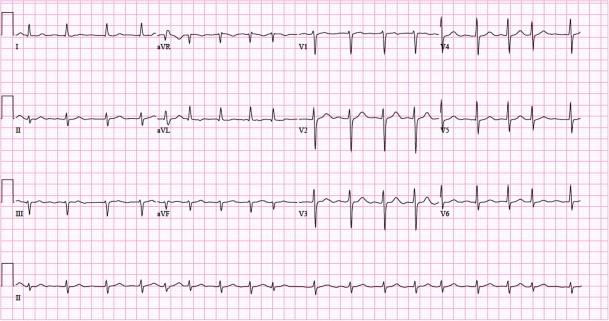 I aVR V1 V4
II aVL V2 V5
III aVF V3 V6
II